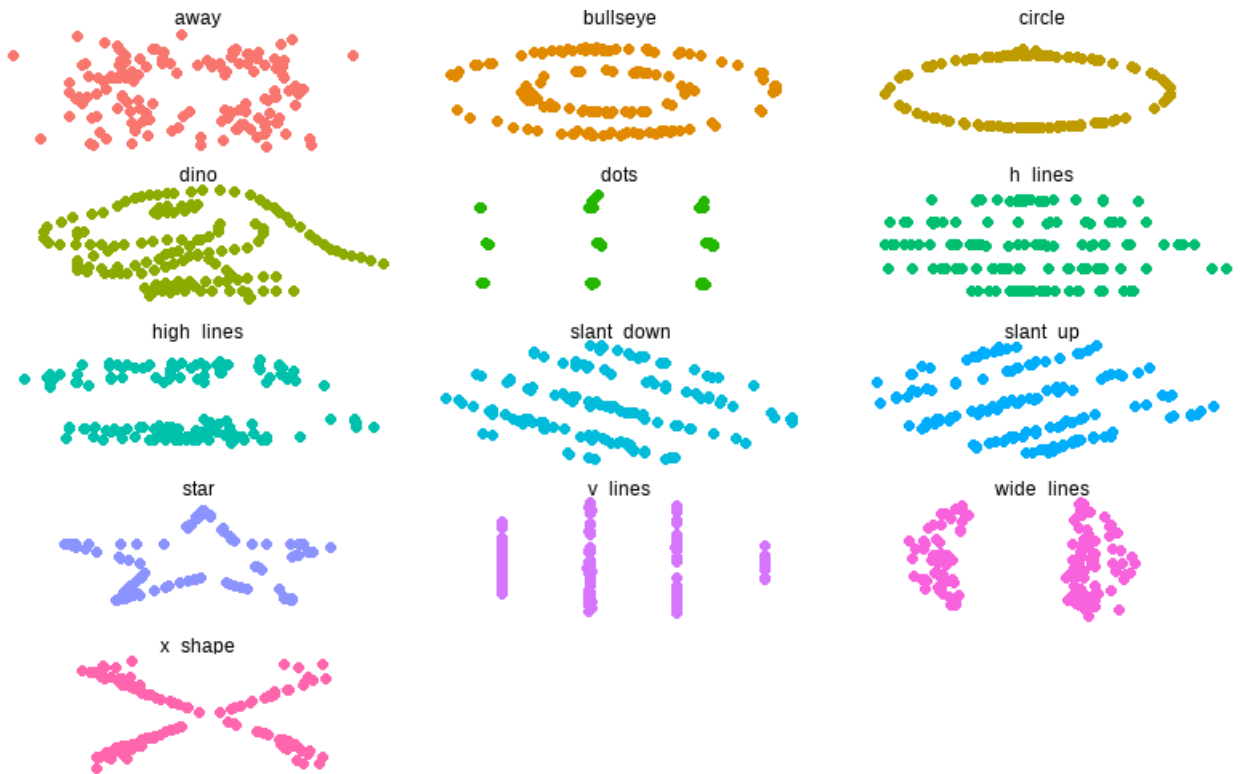 away
bullseye
circle
dino
dots
h_lines
high_lines
slant_down
slant_up
star
v_lines
wide_lines
x_shape